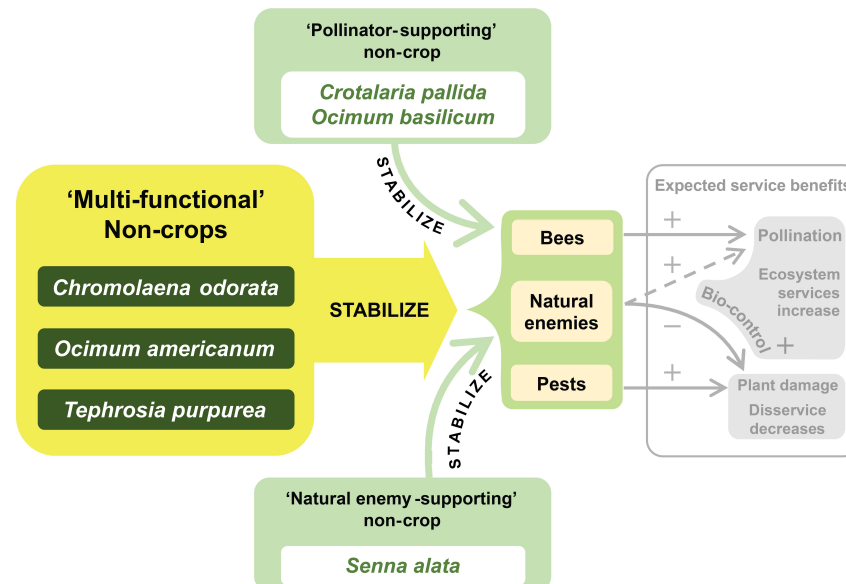 ‘Pollinator-supporting’
non-crop
Crotalaria pallida
Ocimum basilicum
STABILIZE
‘Multi-functional’
Non-crops
Chromolaena odorata
Ocimum americanum
Tephrosia purpurea
STABILIZE
Bees
Natural
enemies
Pests
STABILIZE
‘Natural enemy-supporting’
non-crop
Senna alata
Expected service benefits
+
Pollination
+
Ecosystem
services
increase
Bio-control
−
+
+
Plant damage
Disservice
decreases